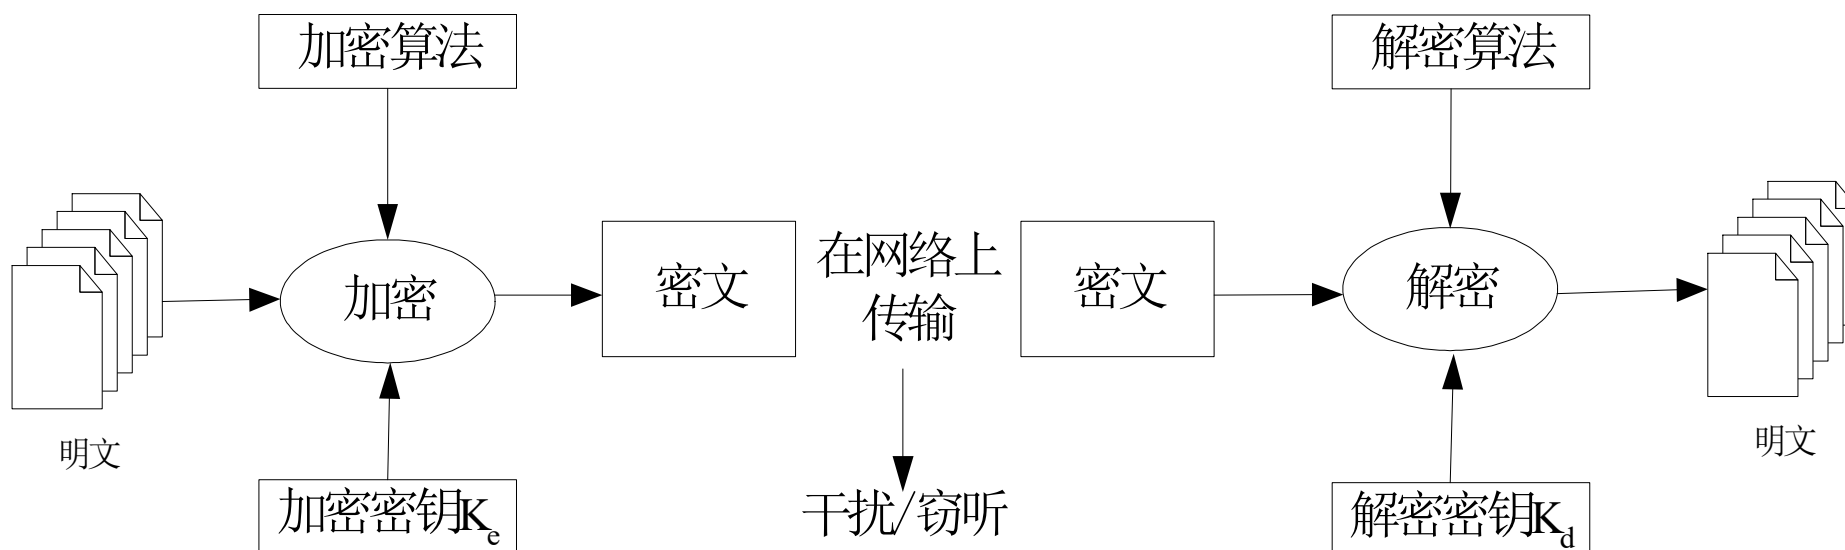 加密算法
解密算法
加密
密文
在网络上
传输
密文
解密
明文
明文
加密密钥Ke
干扰/窃听
解密密钥Kd